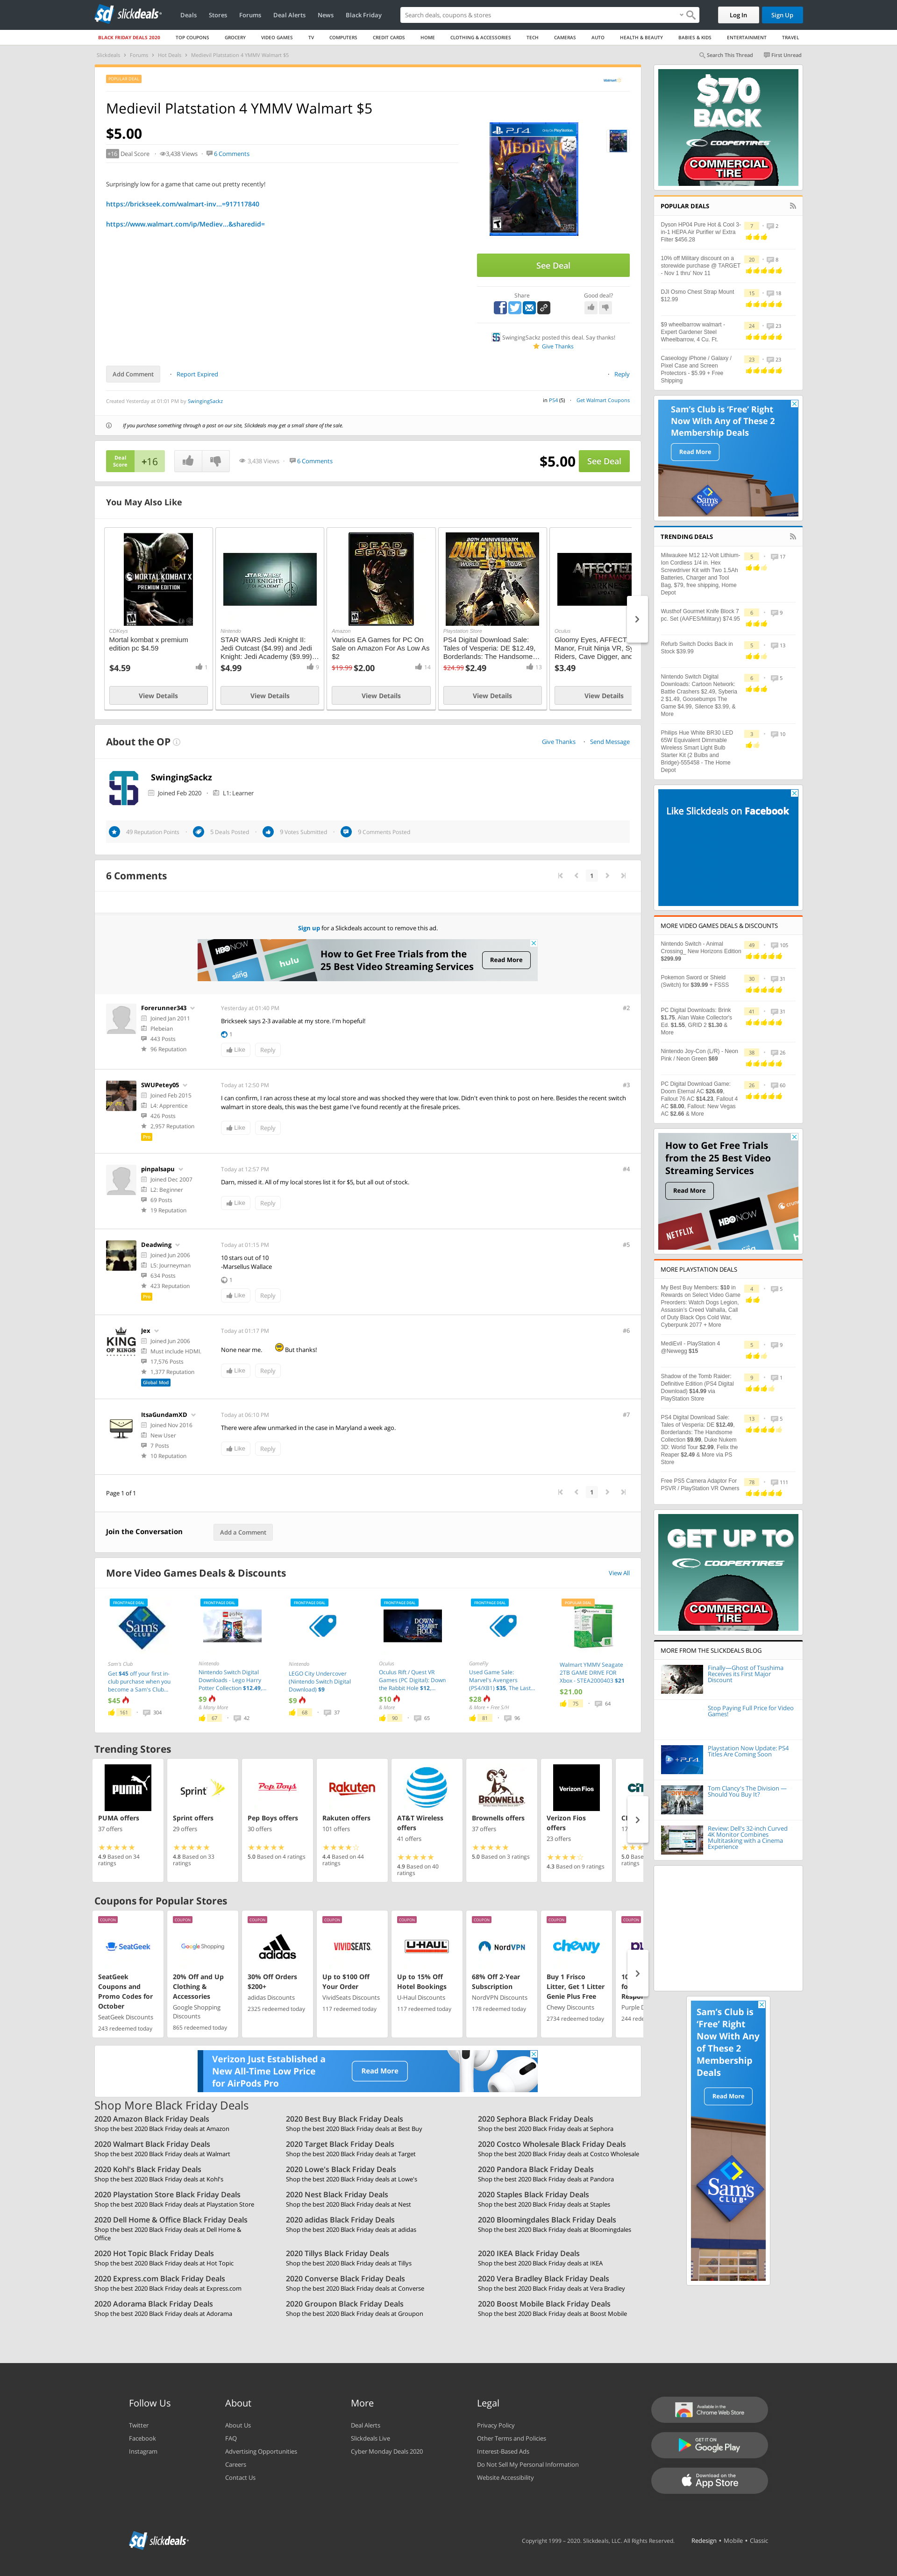 slickdeals
Deals
Stores
Forums
Deal Alerts
News
Black Friday
Search deals, coupons & stores
Log In
Sign Up
BLACK FRIDAY DEALS 2020
TOP COUPONS
GROCERY
VIDEO GAMES
TV
COMPUTERS
CREDIT CARDS
HOME
CLOTHING & ACCESSORIES
TECH
CAMERAS
AUTO
HEALTH & BEAUTY
BABIES & KIDS
ENTERTAINMENT
TRAVEL
Slickdeals
Forums
Hot Deals
Medievil Platstation 4 YMMV Walmart $5
Search This Thread
First Unread
POPULAR DEAL
Medievil Platstation 4 YMMV Walmart $5
$5.00
+16 Deal Score
3,438 Views
6 Comments
Surprisingly low for a game that came out pretty recently!
https://brickseek.com/walmart-inv...=917117840
https://www.walmart.com/ip/Mediev...&sharedid=
See Deal
Share
Good deal?
SwingingSackz posted this deal. Say thanks!
Give Thanks
Add Comment
Report Expired
Reply
Created Yesterday at 01:01 PM by SwingingSackz
in PS4 (5)
Get Walmart Coupons
If you purchase something through a post on our site, Slickdeals may get a small share of the sale.
Deal Score
+16
3,438 Views
6 Comments
$5.00
See Deal
You May Also Like
CDKeys
Mortal kombat x premium edition pc $4.59
$4.59
1
View Details
Nintendo
STAR WARS Jedi Knight II: Jedi Outcast ($4.99) and Jedi Knight: Jedi Academy ($9.99)...
$4.99
9
View Details
Amazon
Various EA Games for PC On Sale on Amazon For As Low As $2
$19.99 $2.00
14
View Details
Playstation Store
PS4 Digital Download Sale: Tales of Vesperia: DE $12.49, Borderlands: The Handsome...
$24.99 $2.49
13
View Details
Oculus
Gloomy Eyes, AFFECT
Manor, Fruit Ninja VR, Sy
Riders, Cave Digger, and
$3.49
View Details
About the OP
Give Thanks
Send Message
SwingingSackz
Joined Feb 2020
L1: Learner
49 Reputation Points
5 Deals Posted
9 Votes Submitted
9 Comments Posted
6 Comments
1
Sign up for a Slickdeals account to remove this ad.
How to Get Free Trials from the 25 Best Video Streaming Services
Read More
Forerunner343
Joined Jan 2011
Plebeian
443 Posts
96 Reputation
Yesterday at 01:40 PM
#2
Brickseek says 2-3 available at my store. I'm hopeful!
1
Like
Reply
SWUPetey05
Joined Feb 2015
L4: Apprentice
426 Posts
2,957 Reputation
Pro
Today at 12:50 PM
#3
I can confirm, I ran across these at my local store and was shocked they were that low. Didn't even think to post on here. Besides the recent switch walmart in store deals, this was the best game I've found recently at the firesale prices.
Like
Reply
pinpalsapu
Joined Dec 2007
L2: Beginner
69 Posts
19 Reputation
Today at 12:57 PM
#4
Darn, missed it. All of my local stores list it for $5, but all out of stock.
Like
Reply
Deadwing
Joined Jun 2006
L5: Journeyman
634 Posts
423 Reputation
Pro
Today at 01:15 PM
#5
10 stars out of 10
-Marsellus Wallace
1
Like
Reply
Jex
Joined Jun 2006
Must include HDMI.
17,576 Posts
1,377 Reputation
Global Mod
Today at 01:17 PM
#6
None near me. But thanks!
Like
Reply
ItsaGundamXD
Joined Nov 2016
New User
7 Posts
10 Reputation
Today at 06:10 PM
#7
There were afew unmarked in the case in Maryland a week ago.
Like
Reply
Page 1 of 1
1
Join the Conversation
Add a Comment
More Video Games Deals & Discounts
View All
FRONTPAGE DEAL
Sam's Club
Get $45 off your first in-club purchase when you become a Sam's Club...
$45
161
304
FRONTPAGE DEAL
Nintendo
Nintendo Switch Digital Downloads - Lego Harry Potter Collection $12.49,...
$9
& Many More
67
42
FRONTPAGE DEAL
Nintendo
LEGO City Undercover (Nintendo Switch Digital Download) $9
$9
68
37
FRONTPAGE DEAL
Oculus
Oculus Rift / Quest VR Games (PC Digital): Down the Rabbit Hole $12,...
$10
& More
90
65
FRONTPAGE DEAL
GameFly
Used Game Sale: Marvel's Avengers (PS4/XB1) $35, The Last...
$28
& More + Free S/H
81
96
POPULAR DEAL
Walmart YMMV Seagate 2TB GAME DRIVE FOR Xbox - STEA2000403 $21
$21.00
75
64
Trending Stores
PUMA offers
37 offers
4.9 Based on 34 ratings
Sprint offers
29 offers
4.8 Based on 33 ratings
Pep Boys offers
30 offers
5.0 Based on 4 ratings
Rakuten offers
101 offers
4.4 Based on 44 ratings
AT&T Wireless offers
41 offers
4.9 Based on 40 ratings
Brownells offers
37 offers
5.0 Based on 3 ratings
Verizon Fios offers
23 offers
4.3 Based on 9 ratings
Coupons for Popular Stores
COUPON
SeatGeek Coupons and Promo Codes for October
SeatGeek Discounts
243 redeemed today
COUPON
20% Off and Up Clothing & Accessories
Google Shopping Discounts
865 redeemed today
COUPON
30% Off Orders $200+
adidas Discounts
2325 redeemed today
COUPON
Up to $100 Off Your Order
VividSeats Discounts
117 redeemed today
COUPON
Up to 15% Off Hotel Bookings
U-Haul Discounts
117 redeemed today
COUPON
68% Off 2-Year Subscription
NordVPN Discounts
178 redeemed today
COUPON
Buy 1 Frisco Litter, Get 1 Litter Genie Plus Free
Chewy Discounts
2734 redeemed today
COUPON
Verizon Just Established a New All-Time Low Price for AirPods Pro
Read More
Shop More Black Friday Deals
2020 Amazon Black Friday Deals
Shop the best 2020 Black Friday deals at Amazon
2020 Best Buy Black Friday Deals
Shop the best 2020 Black Friday deals at Best Buy
2020 Sephora Black Friday Deals
Shop the best 2020 Black Friday deals at Sephora
2020 Walmart Black Friday Deals
Shop the best 2020 Black Friday deals at Walmart
2020 Target Black Friday Deals
Shop the best 2020 Black Friday deals at Target
2020 Costco Wholesale Black Friday Deals
Shop the best 2020 Black Friday deals at Costco Wholesale
2020 Kohl's Black Friday Deals
Shop the best 2020 Black Friday deals at Kohl's
2020 Lowe's Black Friday Deals
Shop the best 2020 Black Friday deals at Lowe's
2020 Pandora Black Friday Deals
Shop the best 2020 Black Friday deals at Pandora
2020 Playstation Store Black Friday Deals
Shop the best 2020 Black Friday deals at Playstation Store
2020 Nest Black Friday Deals
Shop the best 2020 Black Friday deals at Nest
2020 Staples Black Friday Deals
Shop the best 2020 Black Friday deals at Staples
2020 Dell Home & Office Black Friday Deals
Shop the best 2020 Black Friday deals at Dell Home & Office
2020 adidas Black Friday Deals
Shop the best 2020 Black Friday deals at adidas
2020 Bloomingdales Black Friday Deals
Shop the best 2020 Black Friday deals at Bloomingdales
2020 Hot Topic Black Friday Deals
Shop the best 2020 Black Friday deals at Hot Topic
2020 Tillys Black Friday Deals
Shop the best 2020 Black Friday deals at Tillys
2020 IKEA Black Friday Deals
Shop the best 2020 Black Friday deals at IKEA
2020 Express.com Black Friday Deals
Shop the best 2020 Black Friday deals at Express.com
2020 Converse Black Friday Deals
Shop the best 2020 Black Friday deals at Converse
2020 Vera Bradley Black Friday Deals
Shop the best 2020 Black Friday deals at Vera Bradley
2020 Adorama Black Friday Deals
Shop the best 2020 Black Friday deals at Adorama
2020 Groupon Black Friday Deals
Shop the best 2020 Black Friday deals at Groupon
2020 Boost Mobile Black Friday Deals
Shop the best 2020 Black Friday deals at Boost Mobile
$70 BACK
COOPERTIRES
COMMERCIAL TIRE
POPULAR DEALS
Dyson HP04 Pure Hot & Cool 3-in-1 HEPA Air Purifier w/ Extra Filter $456.28
7
2
10% off Military discount on a storewide purchase @ TARGET - Nov 1 thru' Nov 11
20
8
DJI Osmo Chest Strap Mount $12.99
15
18
$9 wheelbarrow walmart - Expert Gardener Steel Wheelbarrow, 4 Cu. Ft.
24
23
Caseology iPhone / Galaxy / Pixel Case and Screen Protectors - $5.99 + Free Shipping
23
23
Sam's Club is 'Free' Right Now With Any of These 2 Membership Deals
Read More
TRENDING DEALS
Milwaukee M12 12-Volt Lithium-Ion Cordless 1/4 in. Hex Screwdriver Kit with Two 1.5Ah Batteries, Charger and Tool Bag, $79. free shipping, Home Depot
5
17
Wusthof Gourmet Knife Block 7 pc. Set (AAFES/Military) $74.95
6
9
Refurb Switch Docks Back in Stock $39.99
5
13
Nintendo Switch Digital Downloads: Cartoon Network: Battle Crashers $2.49, Syberia 2 $1.49, Goosebumps The Game $4.99, Silence $3.99, & More
6
5
Philips Hue White BR30 LED 65W Equivalent Dimmable Wireless Smart Light Bulb Starter Kit (2 Bulbs and Bridge)-555458 - The Home Depot
3
10
Like Slickdeals on Facebook
MORE VIDEO GAMES DEALS & DISCOUNTS
Nintendo Switch - Animal Crossing_ New Horizons Edition $299.99
49
105
Pokemon Sword or Shield (Switch) for $39.99 + FSSS
30
31
PC Digital Downloads: Brink $1.75, Alan Wake Collector's Ed. $1.55, GRID 2 $1.30 & More
41
31
Nintendo Joy-Con (L/R) - Neon Pink / Neon Green $69
38
26
PC Digital Download Game: Doom Eternal AC $26.68, Fallout 76 AC $14.23, Fallout 4 AC $8.00, Fallout: New Vegas AC $2.66 & More
26
60
How to Get Free Trials from the 25 Best Video Streaming Services
Read More
MORE PLAYSTATION DEALS
My Best Buy Members: $10 in Rewards on Select Video Game Preorders: Watch Dogs Legion, Assassin's Creed Valhalla, Call of Duty Black Ops Cold War, Cyberpunk 2077 + More
4
5
MediEvil - PlayStation 4 @Newegg $15
5
9
Shadow of the Tomb Raider: Definitive Edition (PS4 Digital Download) $14.99 via PlayStation Store
9
1
PS4 Digital Download Sale: Tales of Vesperia: DE $12.49, Borderlands: The Handsome Collection $9.99, Duke Nukem 3D: World Tour $2.99, Felix the Reaper $2.49 & More via PS Store
13
5
Free PS5 Camera Adaptor For PSVR / PlayStation VR Owners
78
111
GET UP TO
COOPERTIRES
COMMERCIAL TIRE
MORE FROM THE SLICKDEALS BLOG
Finally—Ghost of Tsushima Receives its First Major Discount
Stop Paying Full Price for Video Games!
Playstation Now Update: PS4 Titles Are Coming Soon
Tom Clancy's The Division — Should You Buy it?
Review: Dell's 32-inch Curved 4K Monitor Combines Multitasking with a Cinema Experience
Sam's Club is 'Free' Right Now With Any of These 2 Membership Deals
Read More
Follow Us
Twitter
Facebook
Instagram
About
About Us
FAQ
Advertising Opportunities
Careers
Contact Us
More
Deal Alerts
Slickdeals Live
Cyber Monday Deals 2020
Legal
Privacy Policy
Other Terms and Policies
Interest-Based Ads
Do Not Sell My Personal Information
Website Accessibility
Available in the Chrome Web Store
GET IT ON Google Play
Download on the App Store
slickdeals
Copyright 1999 – 2020. Slickdeals, LLC. All Rights Reserved.
Redesign • Mobile • Classic